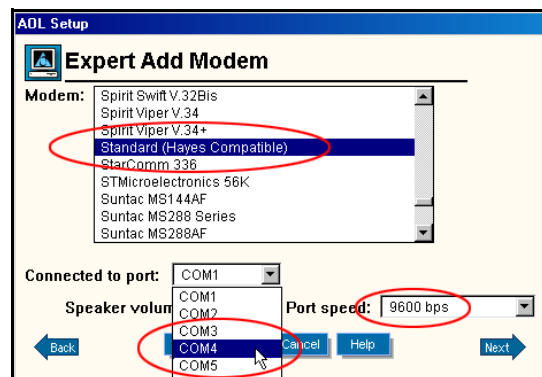 AOL Setup
Expert Add Modem
Modem:
Spirit Swift V.32Bis
Spirit Viper V.34
Spirit Viper V.34+
Standard (Hayes Compatible)
StarComm 336
STMicroelectronics 56K
Suntac MS144AF
Suntac MS288 Series
Suntac MS288AF
Connected to port: COM1
COM1
COM2
COM3
COM4
COM5
Speaker Port speed: 9600 bps
Back Cancel Help Next